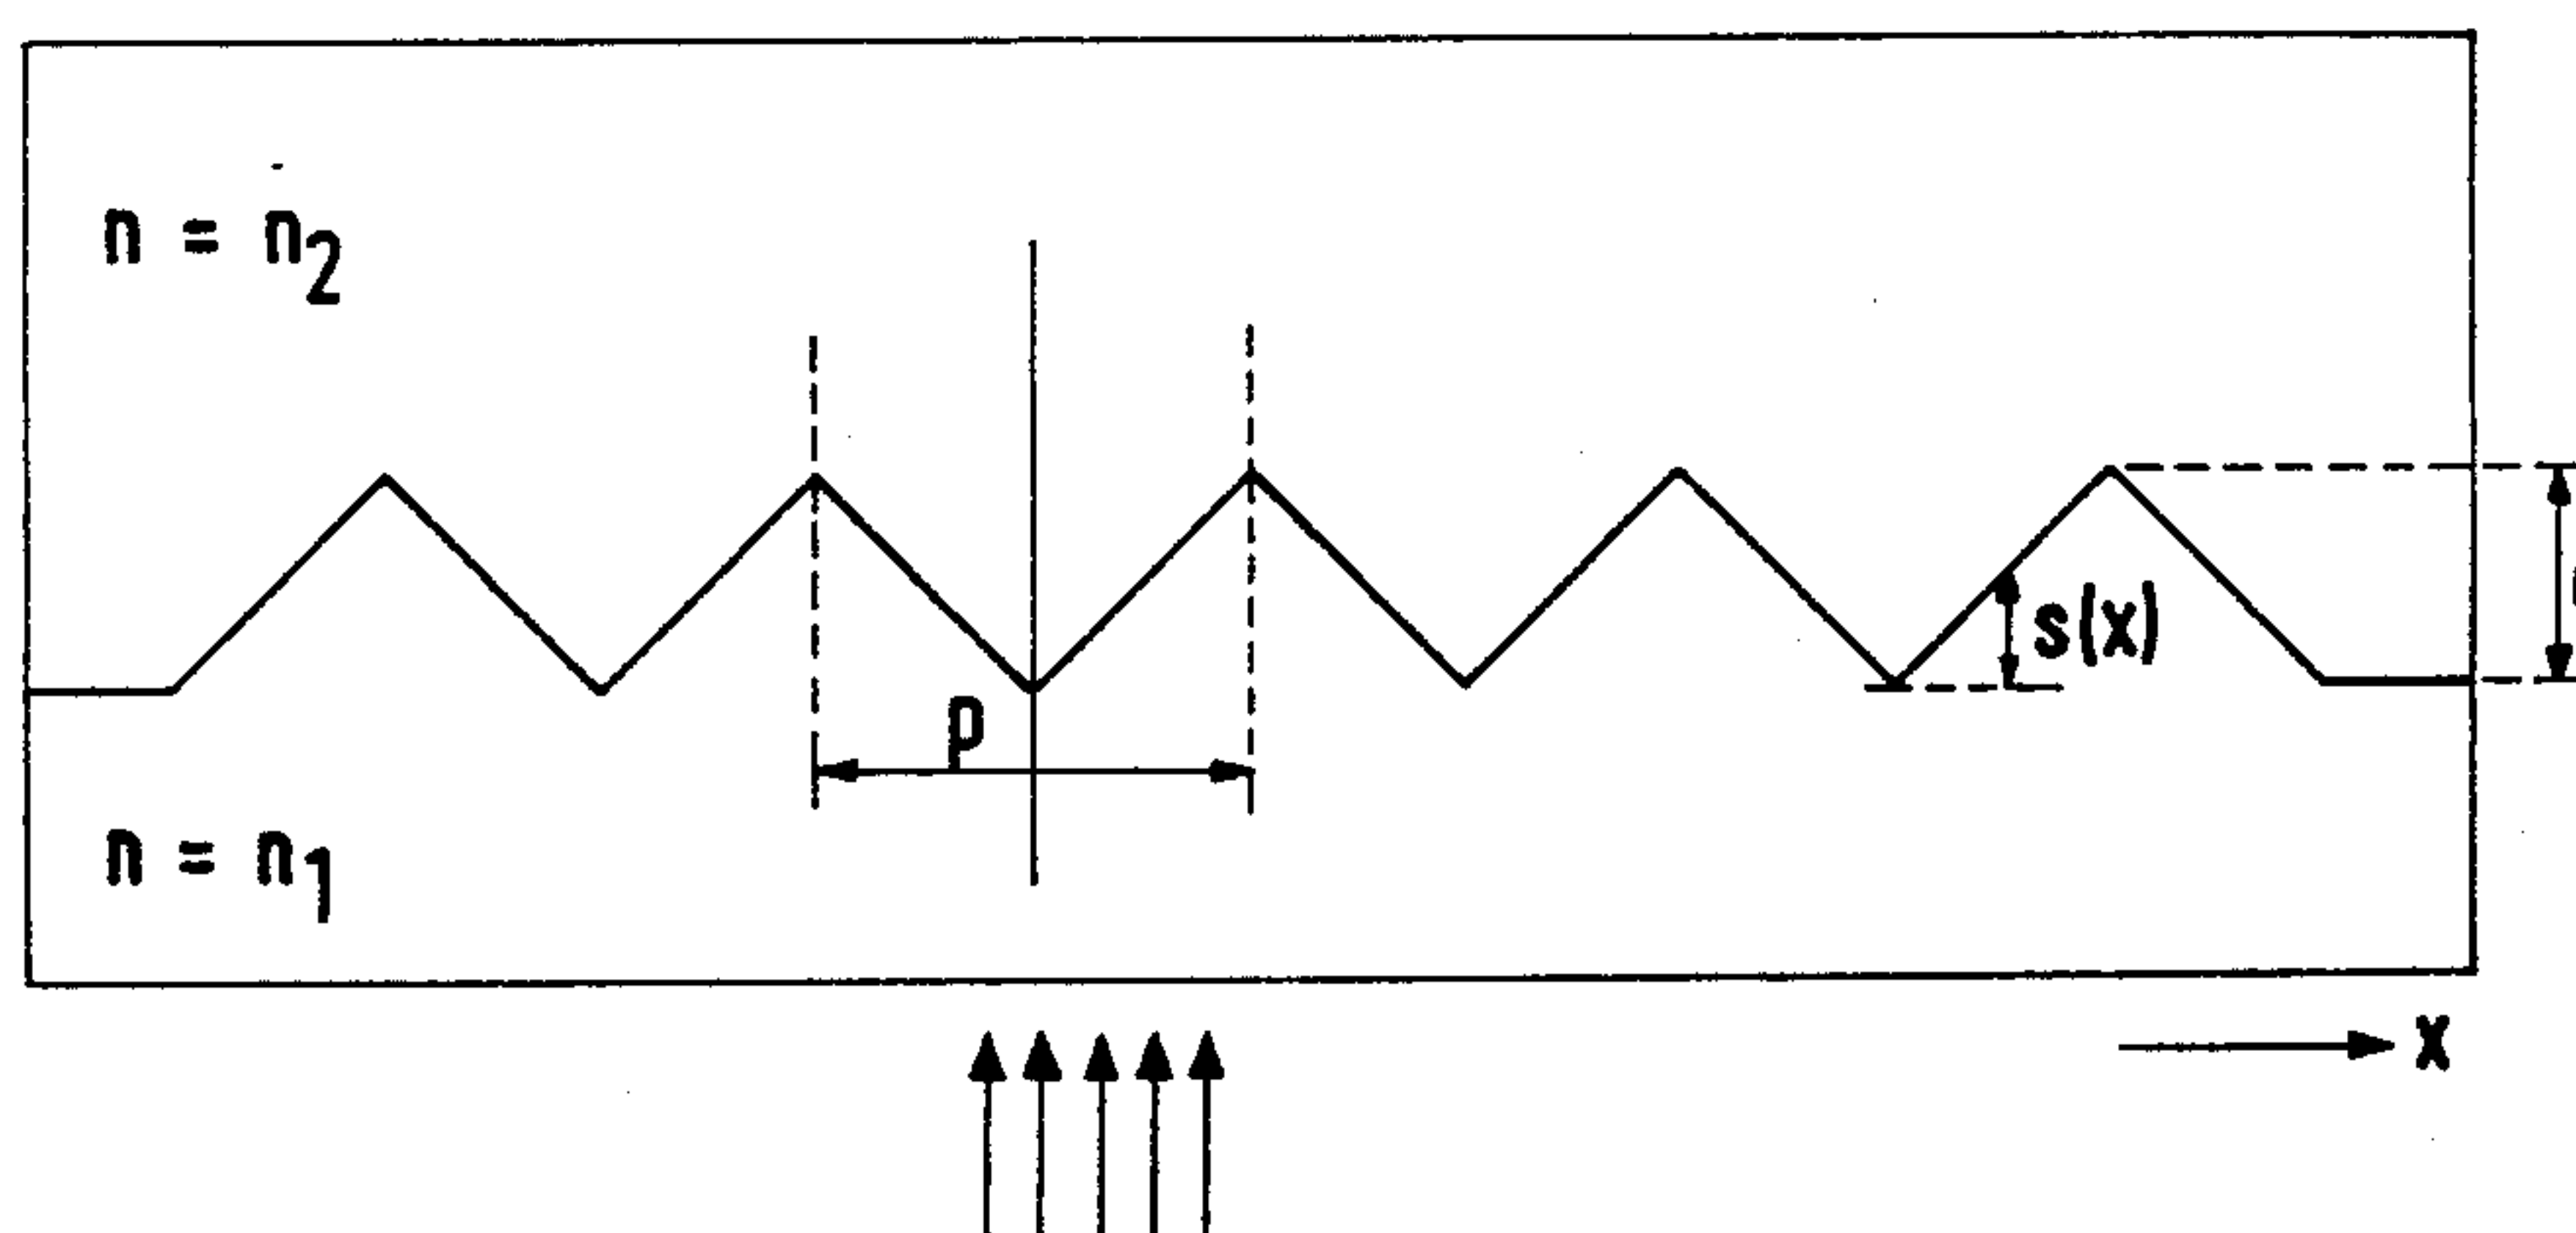 n = n2
s(x)
p
n = n1
x